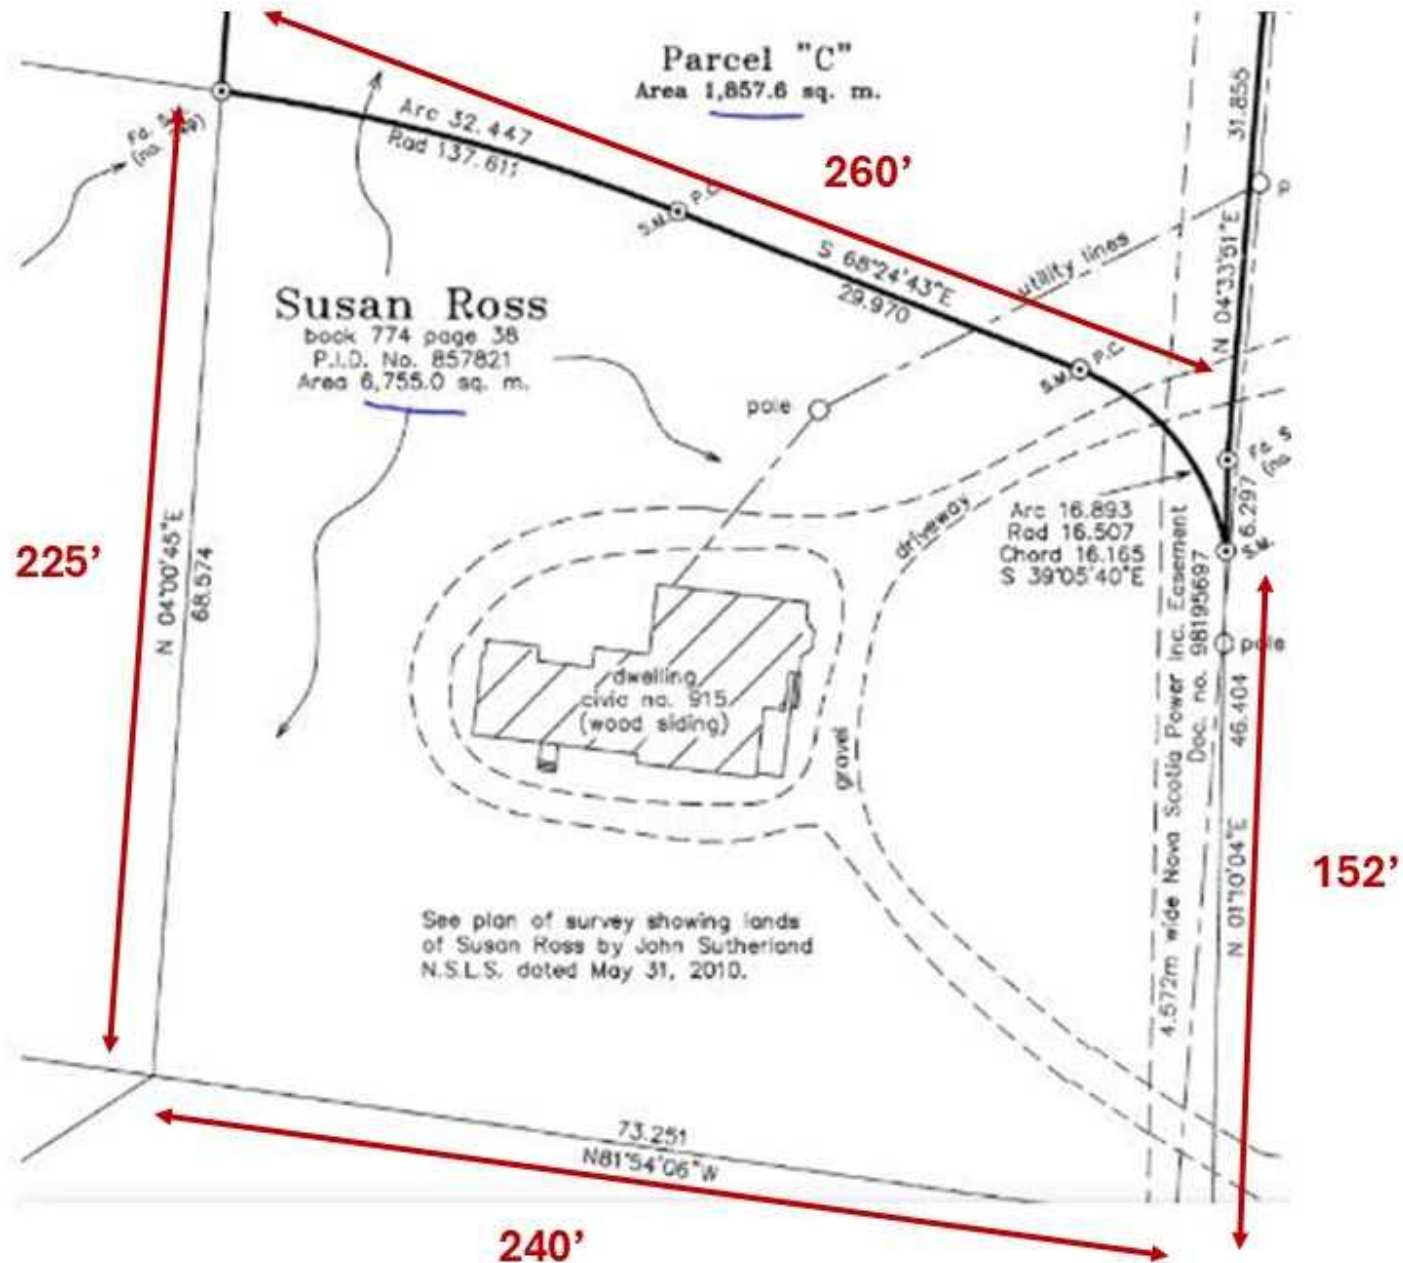 Parcel "C"
Area 1,857.6 sq. m.
31.855
Arc 32.447
Rad 137.611
260'
P.C.
S.M.
N 04°33'51"E
utility lines
S 68°24'43"E
29.970
Susan Ross
book 774 page 38
P.I.D. No. 857821
Area 6,755.0 sq. m.
P.C.
S.M.
pole
driveway
Arc 16.893
Rad 16.507
Chord 16.165
S 39°05'40"E
6.297
S.M.
225'
N 04°00'45"E
68.574
dwelling
civic no. 915
(wood siding)
pole
gravel
4.572m wide Nova Scotia Power Inc. Easement
Doc. no. 98195697
46.404
N 01°10'04"E
152'
See plan of survey showing lands
of Susan Ross by John Sutherland
N.S.L.S. dated May 31, 2010.
73.251
N81°54'06"W
240'